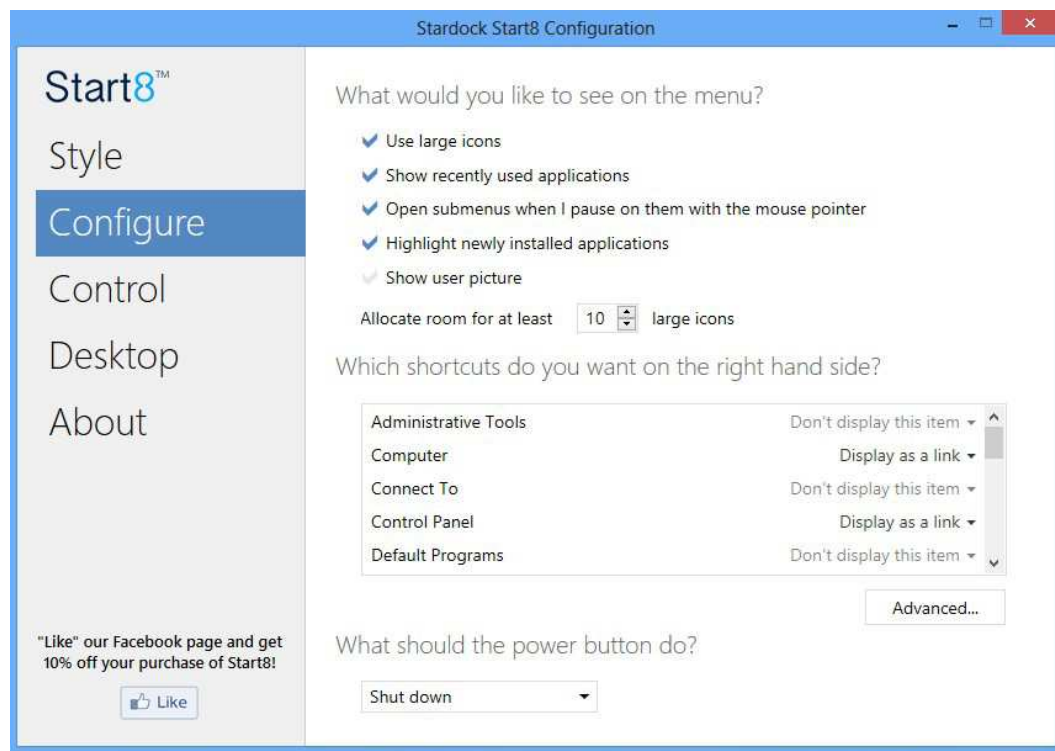 Stardock Start8 Configuration
Start8™
Style
Configure
Control
Desktop
About
"Like" our Facebook page and get
10% off your purchase of Start8!
Like
What would you like to see on the menu?
Use large icons
Show recently used applications
Open submenus when I pause on them with the mouse pointer
Highlight newly installed applications
Show user picture
Allocate room for at least 10 large icons
Which shortcuts do you want on the right hand side?
Administrative Tools Don't display this item
Computer Display as a link
Connect To Don't display this item
Control Panel Display as a link
Default Programs Don't display this item
Advanced...
What should the power button do?
Shut down